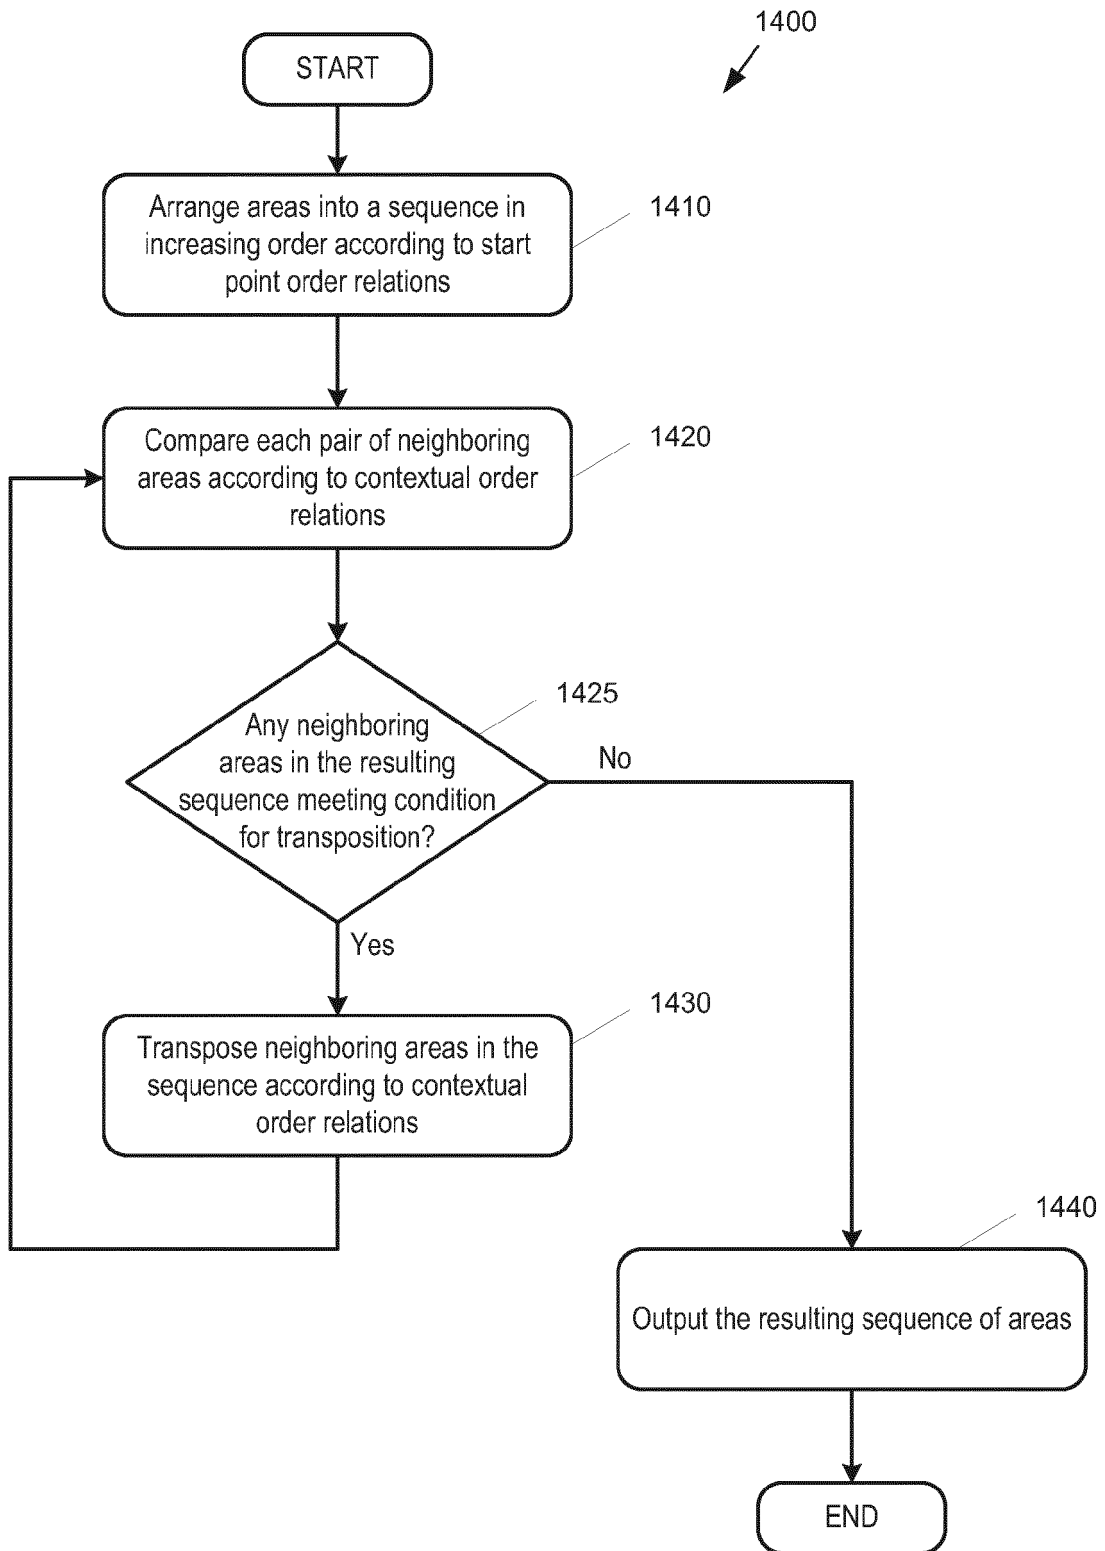 1400
START
Arrange areas into a sequence in
increasing order according to start
point order relations
1410
Compare each pair of neighboring
areas according to contextual order
relations
1420
Any neighboring
areas in the resulting
sequence meeting condition
for transposition?
1425
No
Yes
Transpose neighboring areas in the
sequence according to contextual
order relations
1430
1440
Output the resulting sequence of areas
END